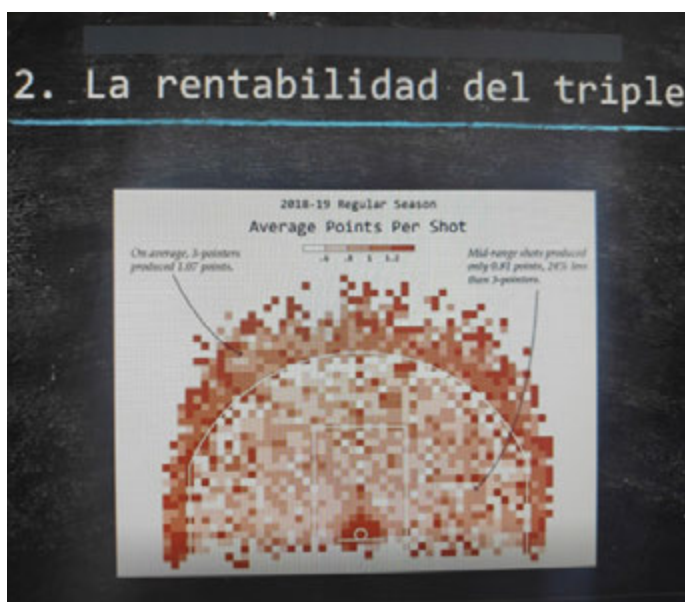 2. La rentabilidad del triple
2018-19 Regular Season
Average Points Per Shot
.6 .8 1 1.2
On average, 3-pointers
produced 1.07 points.
Mid-range shots produced
only 0.81 points, 24% less
than 3-pointers.